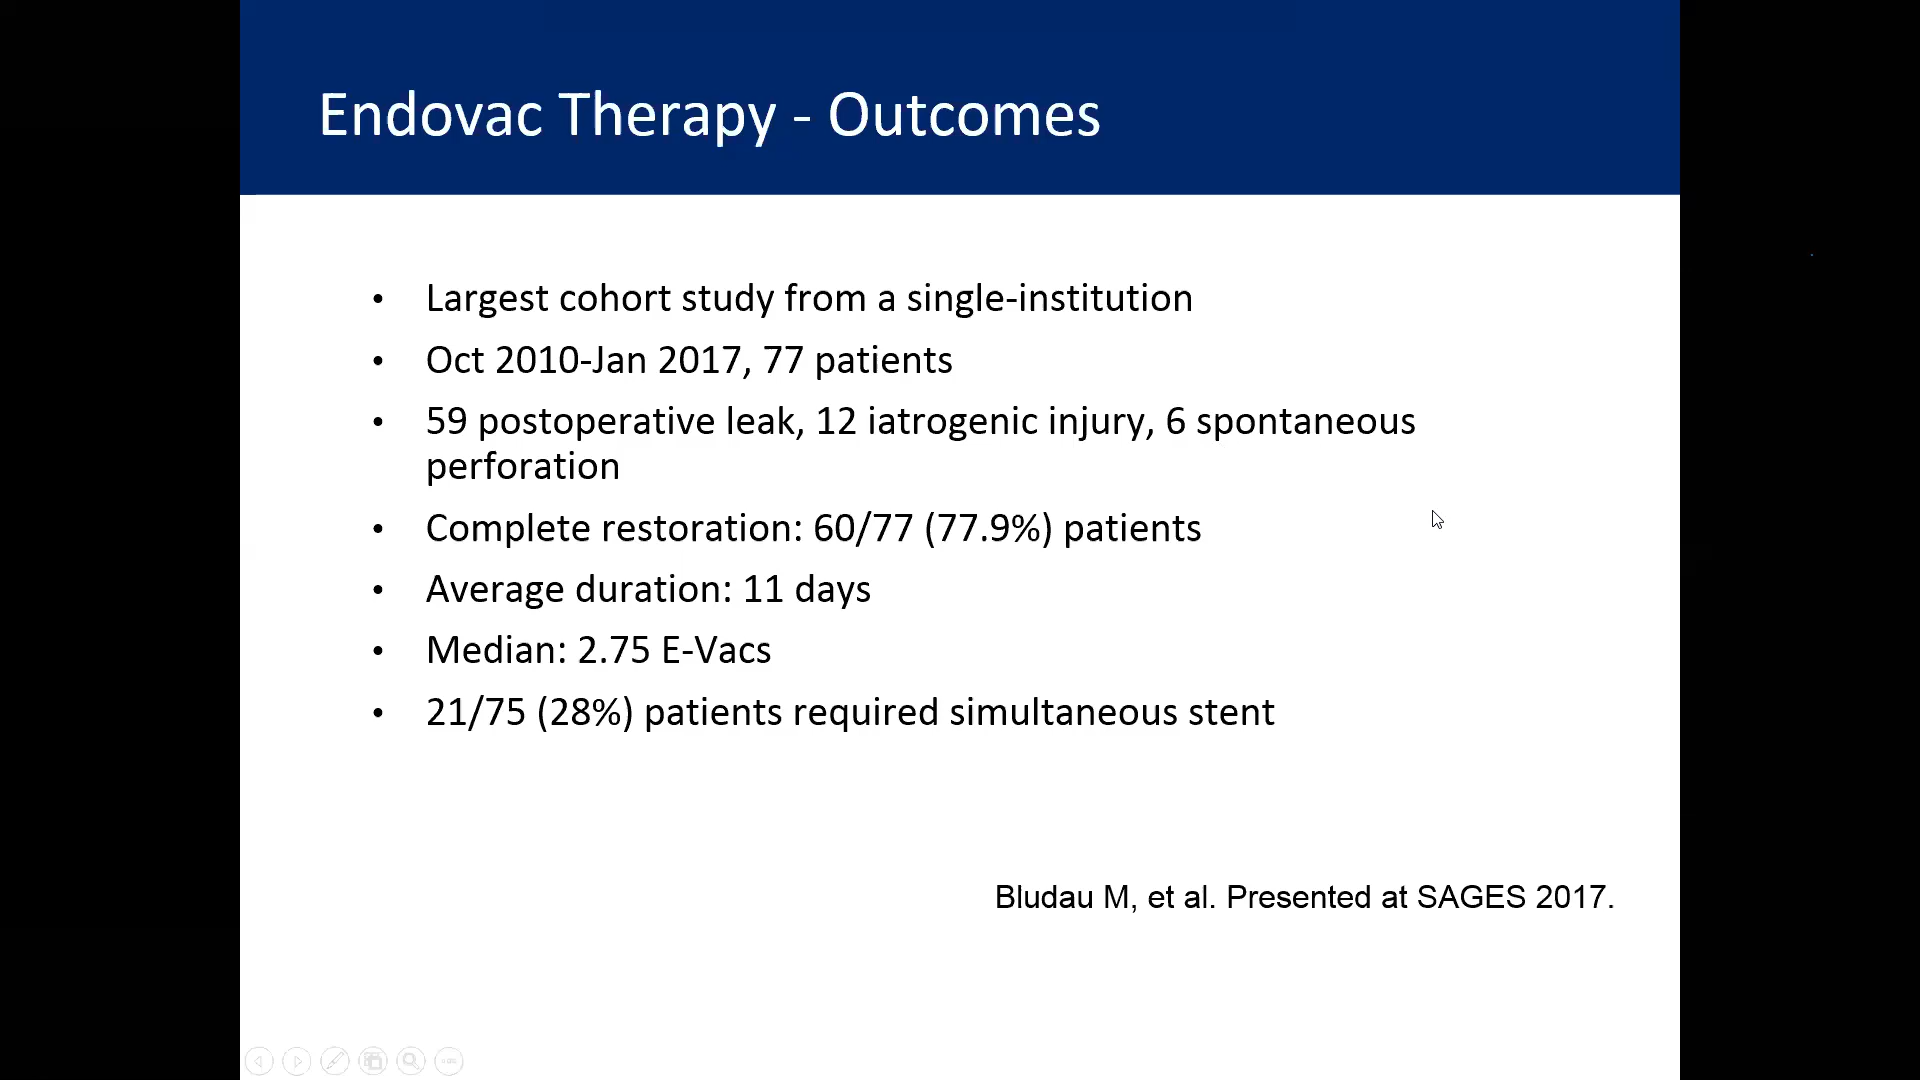 Endovac Therapy - Outcomes
• Largest cohort study from a single-institution
• Oct 2010-Jan 2017, 77 patients
• 59 postoperative leak, 12 iatrogenic injury, 6 spontaneous
perforation
• Complete restoration: 60/77 (77.9%) patients
• Average duration: 11 days
• Median: 2.75 E-Vacs
• 21/75 (28%) patients required simultaneous stent
Bludau M, et al. Presented at SAGES 2017.